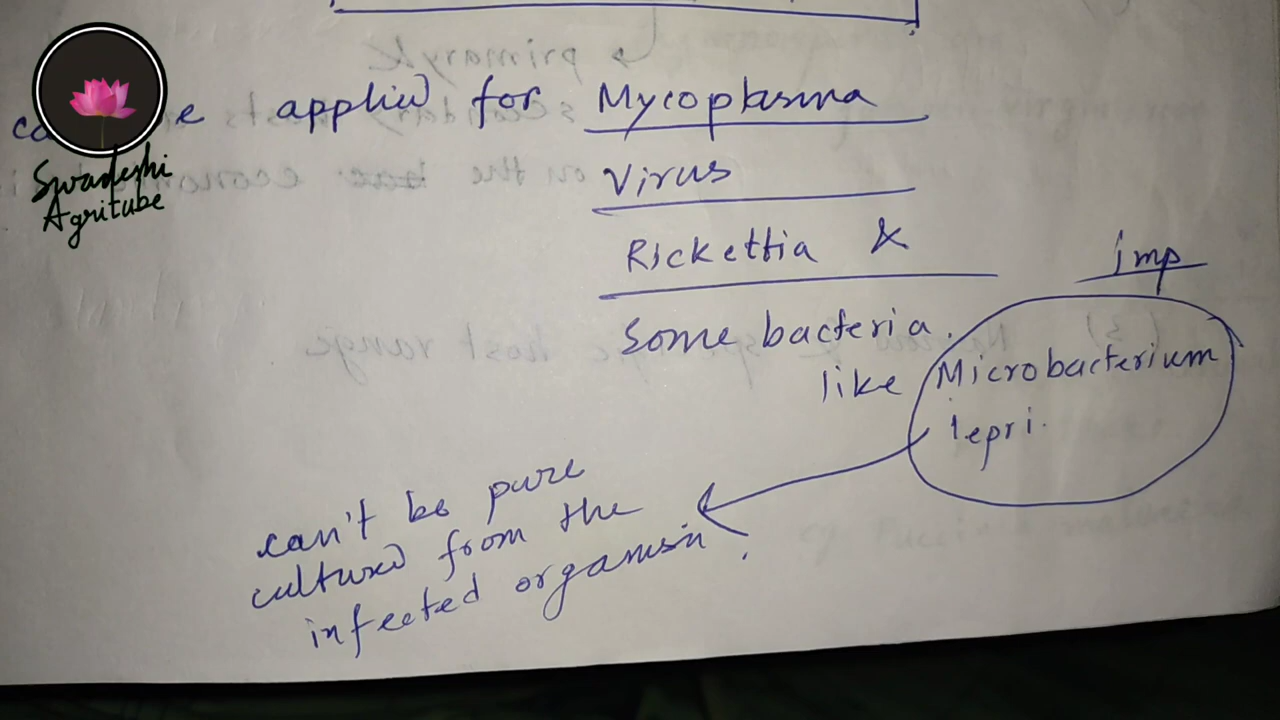 applied for Mycoplasma
Virus
Rickettia &
imp
Some bacteria.
like Microbacterium
lepri.
can't be pure
cultured from the
infected organism.
Swadeshi
Agritube